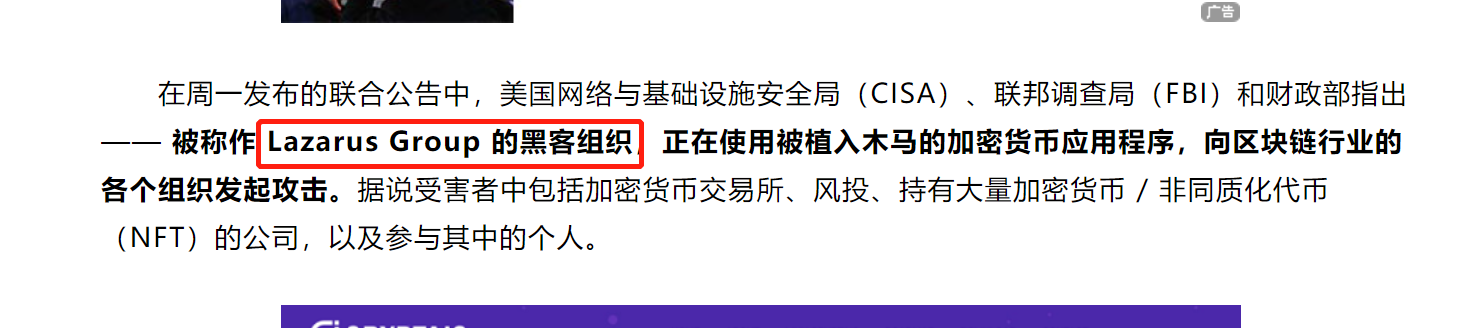 广告
在周一发布的联合公告中，美国网络与基础设施安全局（CISA）、联邦调查局（FBI）和财政部指出
—— 被称作 Lazarus Group 的黑客组织，正在使用被植入木马的加密货币应用程序，向区块链行业的
各个组织发起攻击。据说受害者中包括加密货币交易所、风投、持有大量加密货币 / 非同质化代币
（NFT）的公司，以及参与其中的个人。